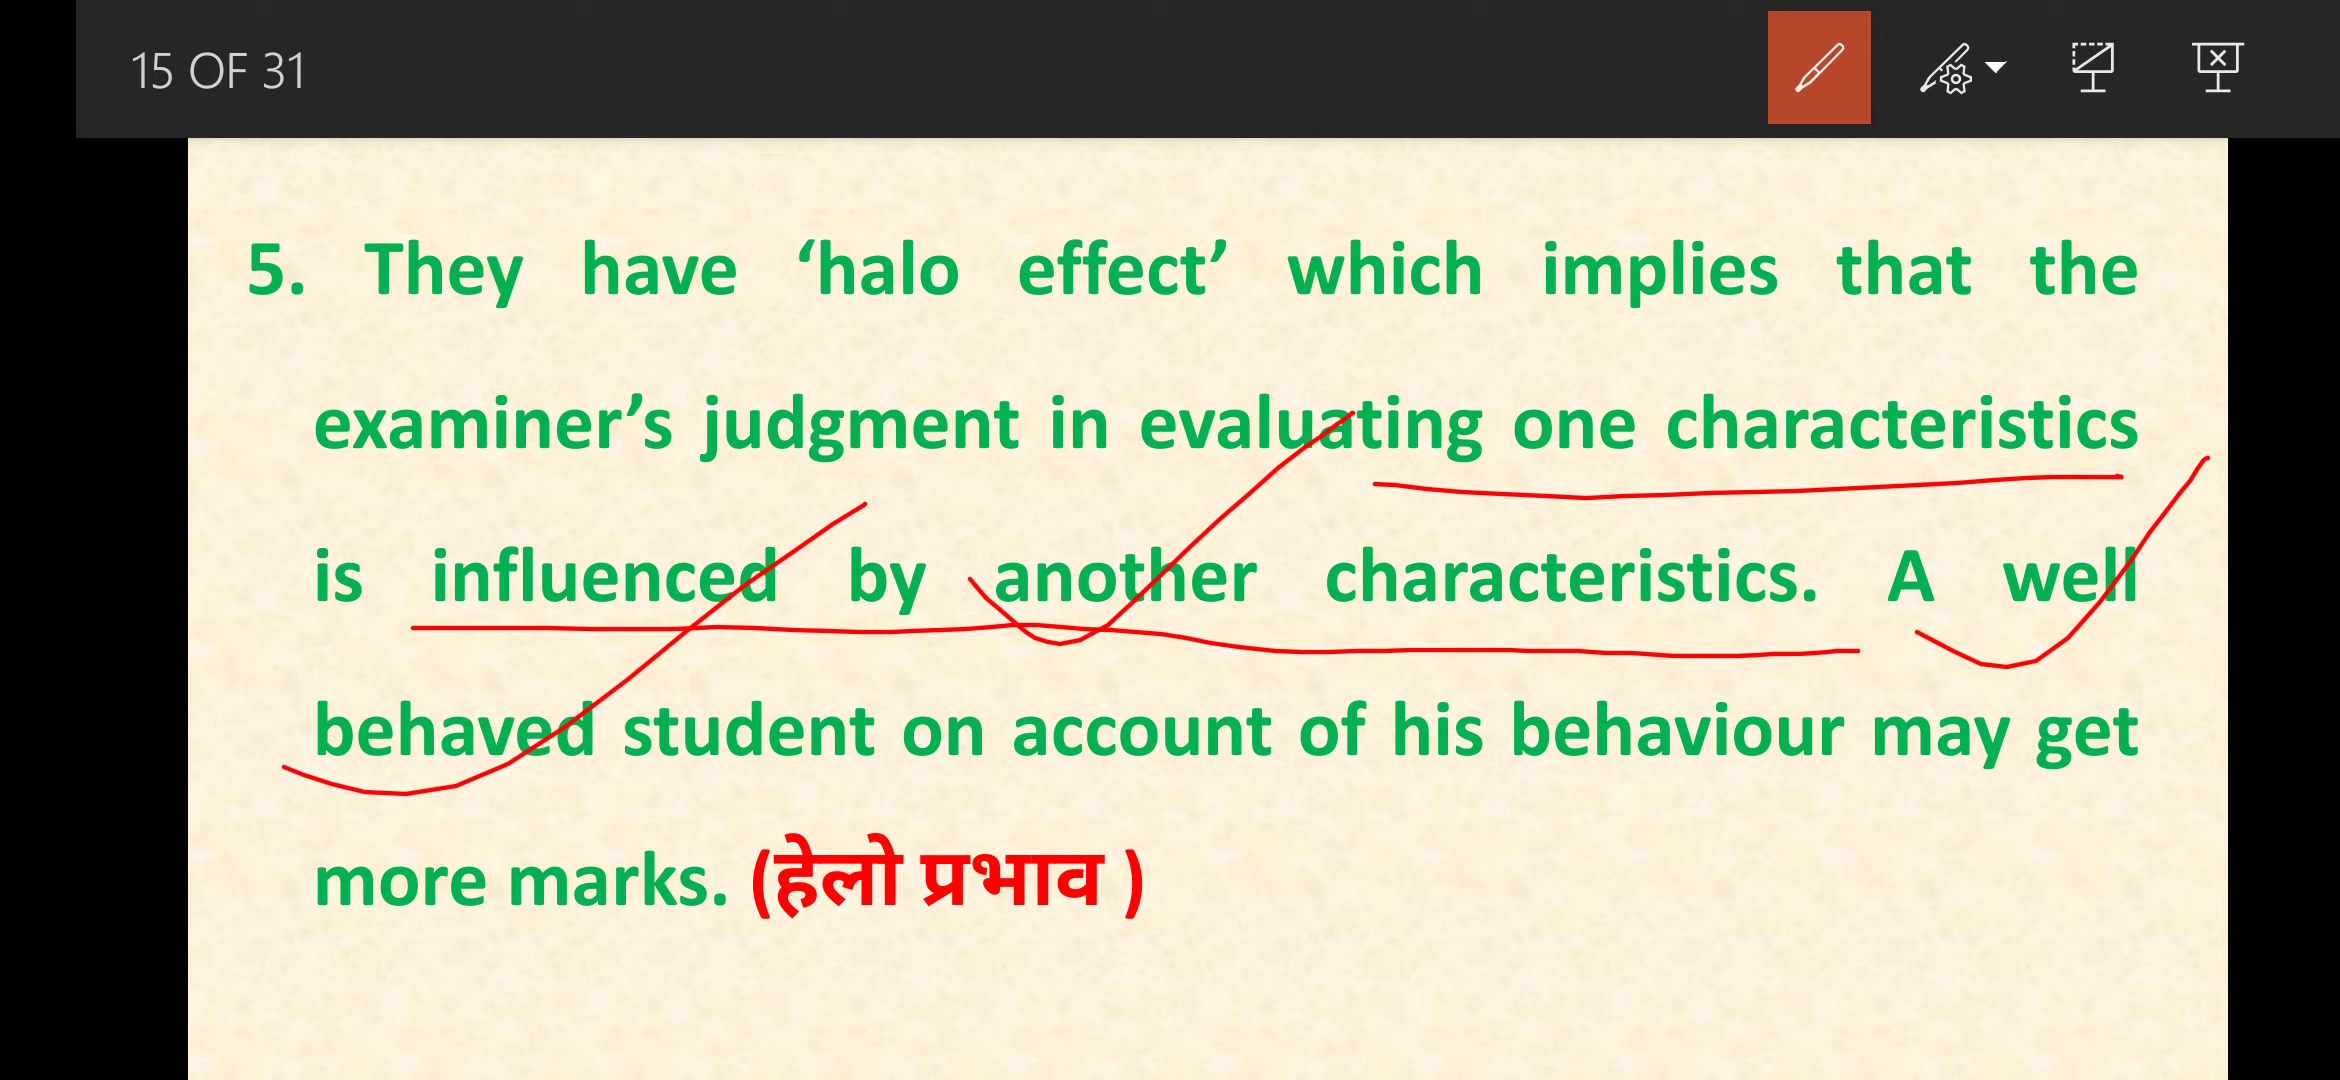 15 OF 31
5. They have ‘halo effect’ which implies that the
examiner’s judgment in evaluating one characteristics
is influenced by another characteristics. A well
behaved student on account of his behaviour may get
more marks. (हेलो प्रभाव )